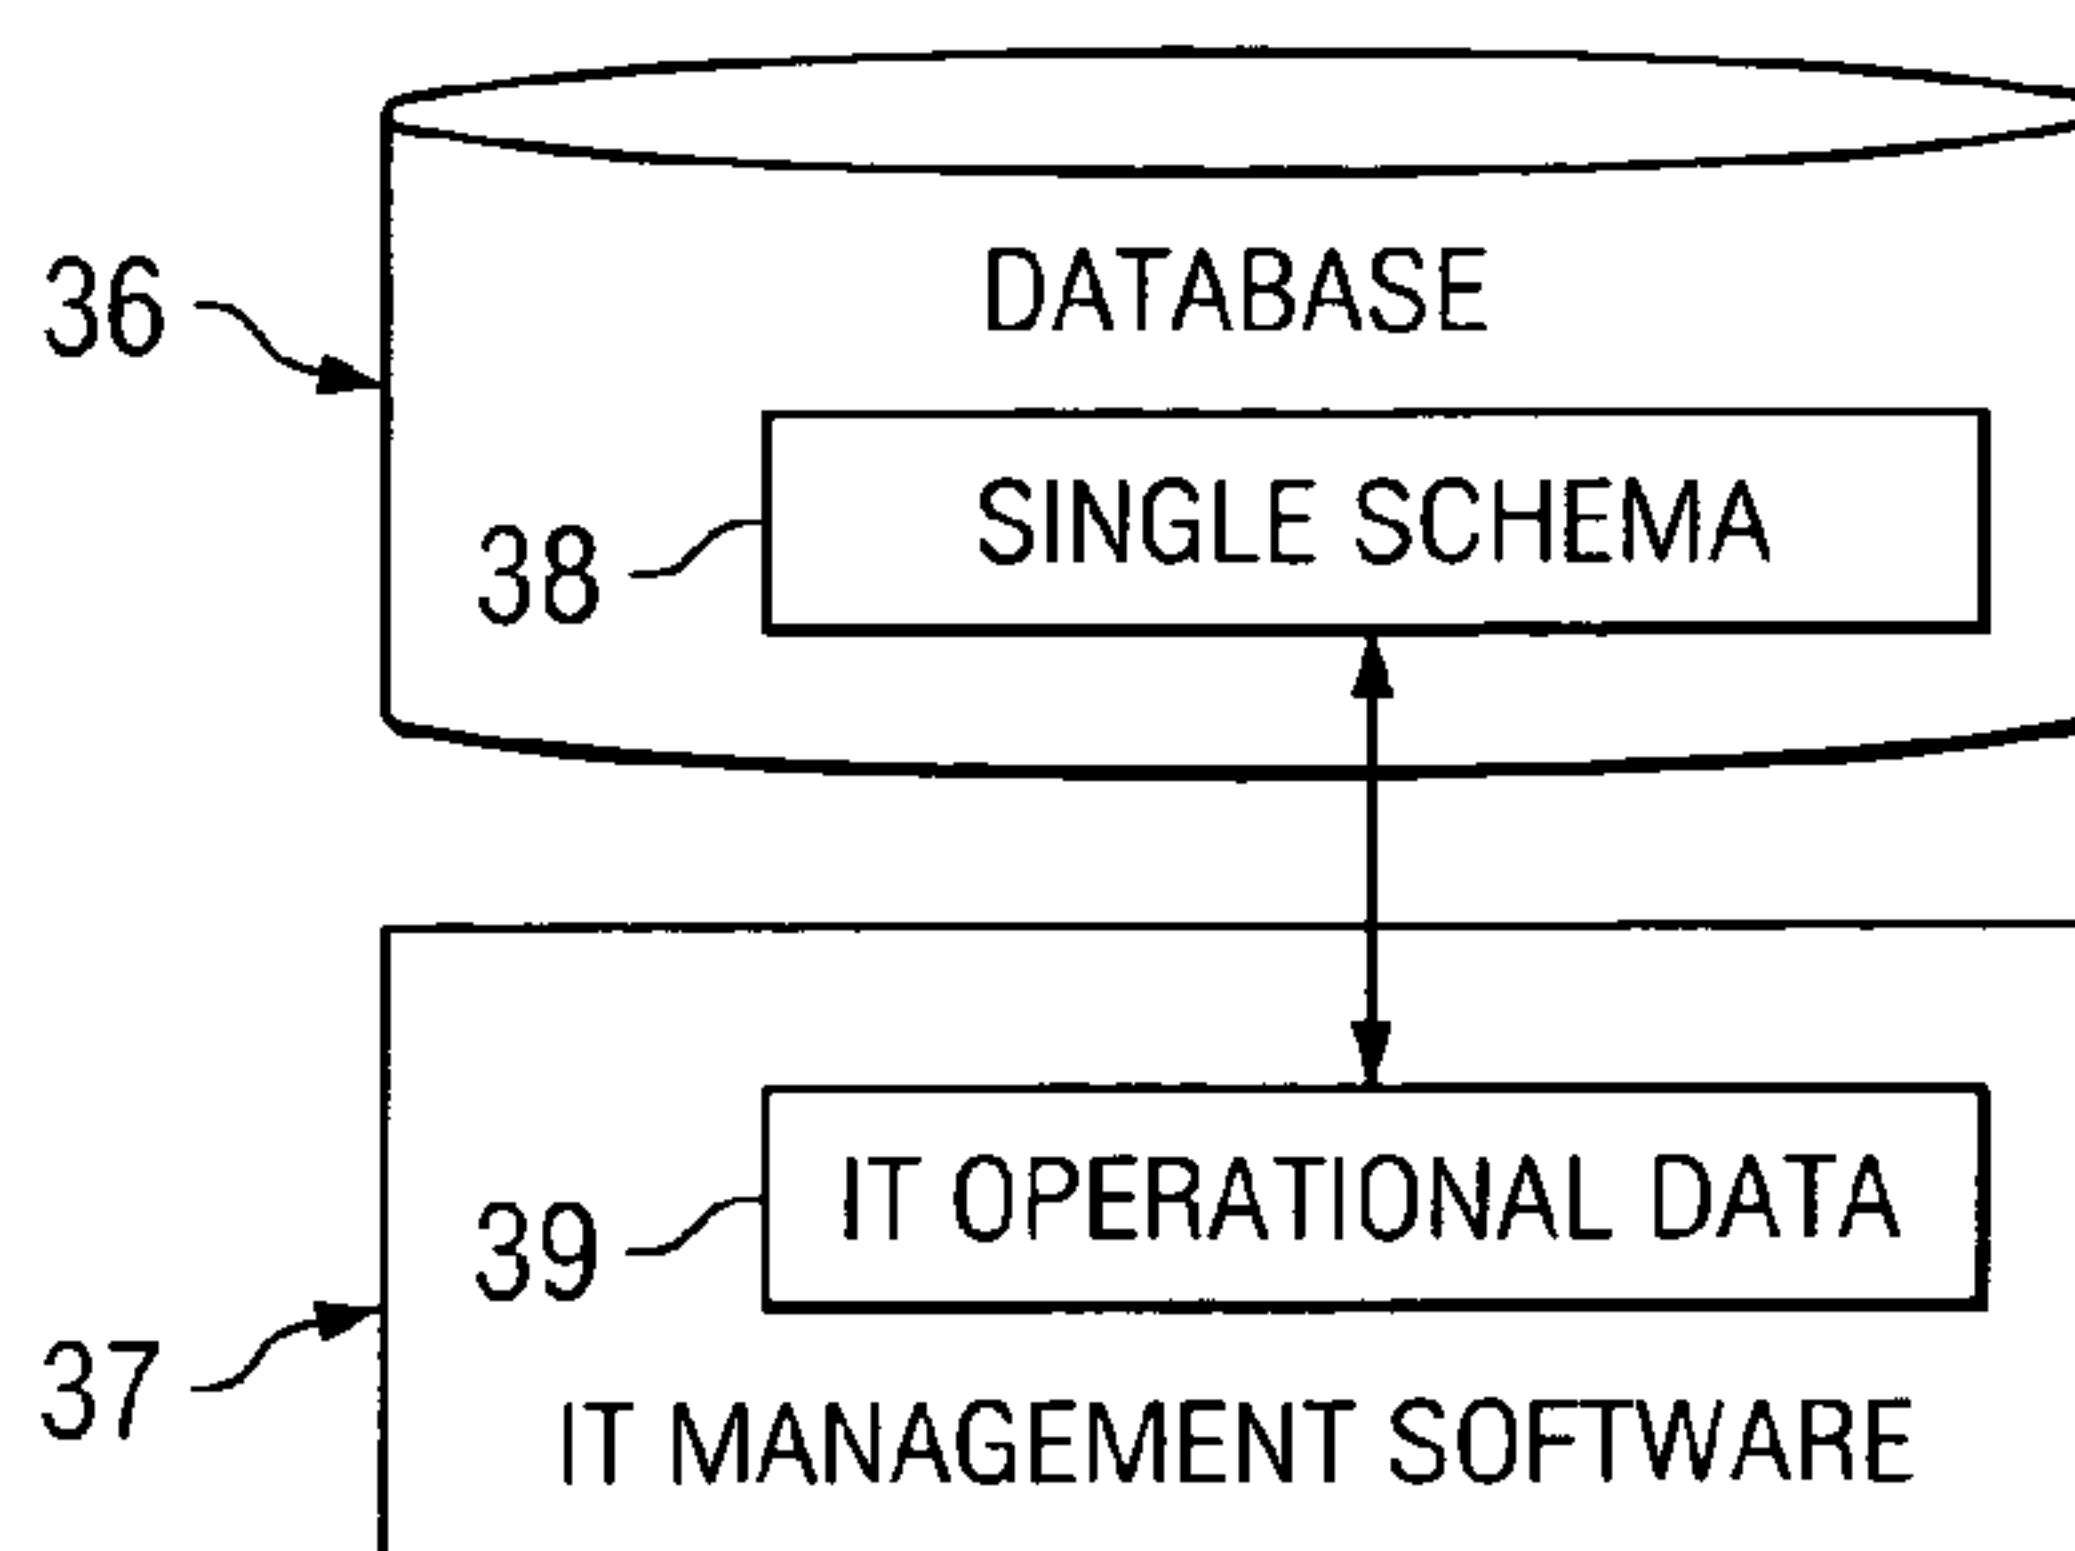 DATABASE
36
SINGLE SCHEMA
38
IT OPERATIONAL DATA
39
37
IT MANAGEMENT SOFTWARE